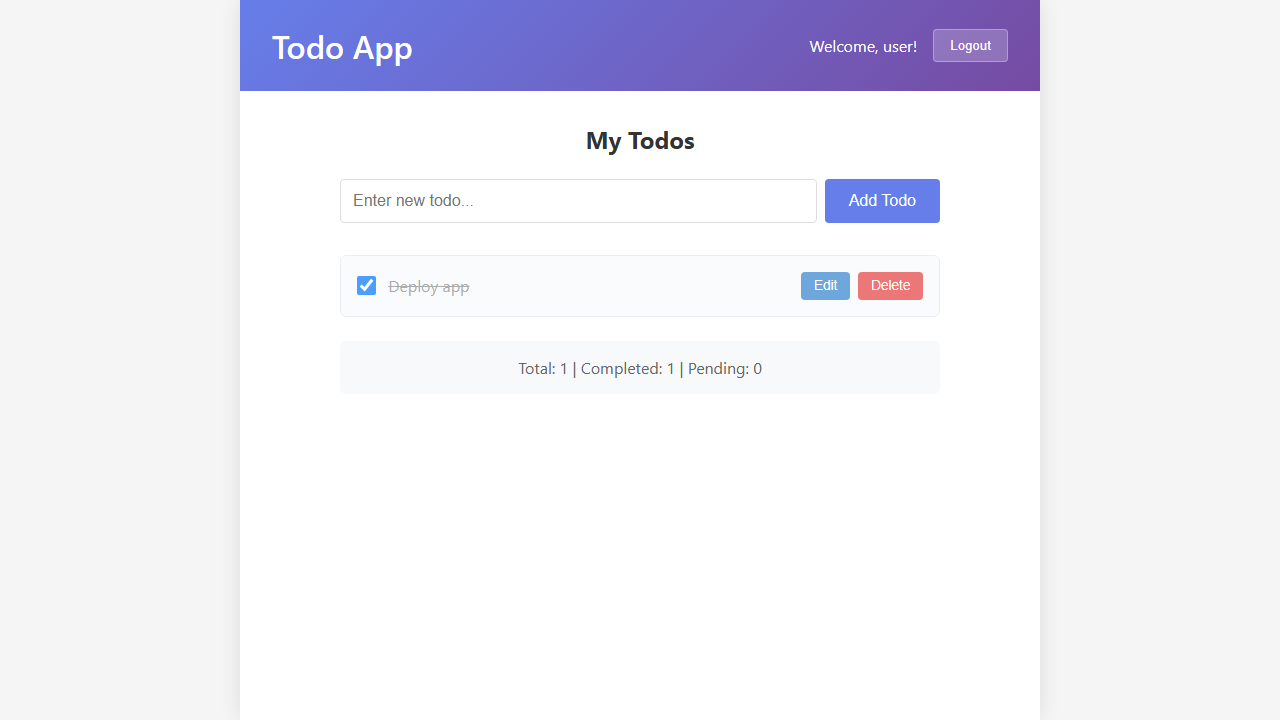 Todo App
Welcome, user!
Logout
My Todos
Enter new todo...
Add Todo
Deploy app
Edit
Delete
Total: 1 | Completed: 1 | Pending: 0